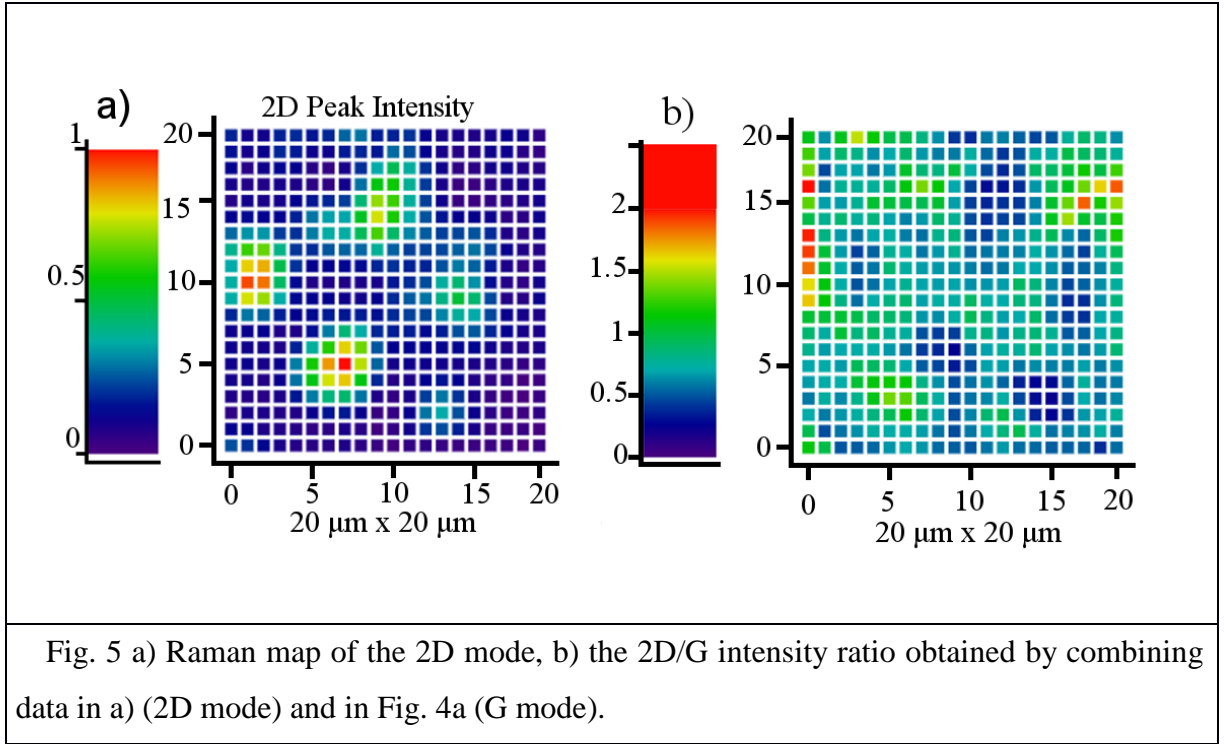 a)
2D Peak Intensity
1
0.5
0
20
15
10
5
0
0 5 10 15 20
20 μm x 20 μm
b)
2
1.5
1
0.5
0
20
15
10
5
0
0 5 10 15 20
20 μm x 20 μm
Fig. 5 a) Raman map of the 2D mode, b) the 2D/G intensity ratio obtained by combining
data in a) (2D mode) and in Fig. 4a (G mode).